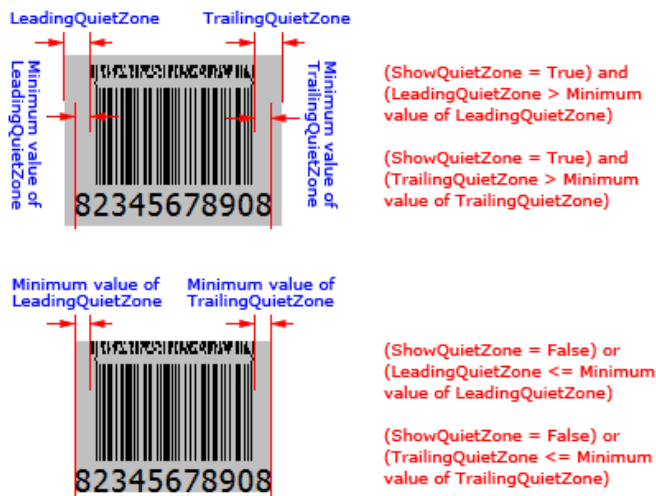 LeadingQuietZone TrailingQuietZone
Minimum value of
LeadingQuietZone
Minimum value of
TrailingQuietZone
82345678908
(ShowQuietZone = True) and
(LeadingQuietZone > Minimum
value of LeadingQuietZone)
(ShowQuietZone = True) and
(TrailingQuietZone > Minimum
value of TrailingQuietZone)
Minimum value of
LeadingQuietZone
Minimum value of
TrailingQuietZone
82345678908
(ShowQuietZone = False) or
(LeadingQuietZone <= Minimum
value of LeadingQuietZone)
(ShowQuietZone = False) or
(TrailingQuietZone <= Minimum
value of TrailingQuietZone)